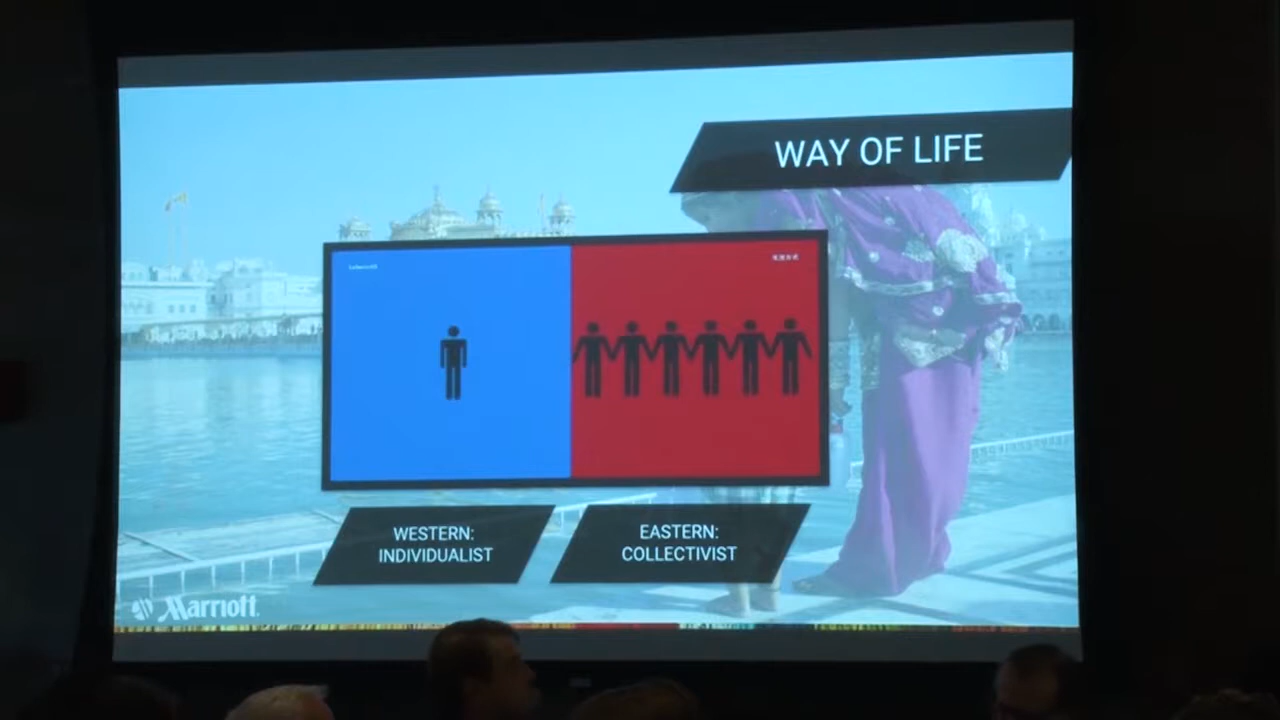 WAY OF LIFE
WESTERN:
INDIVIDUALIST
EASTERN:
COLLECTIVIST
Marriott